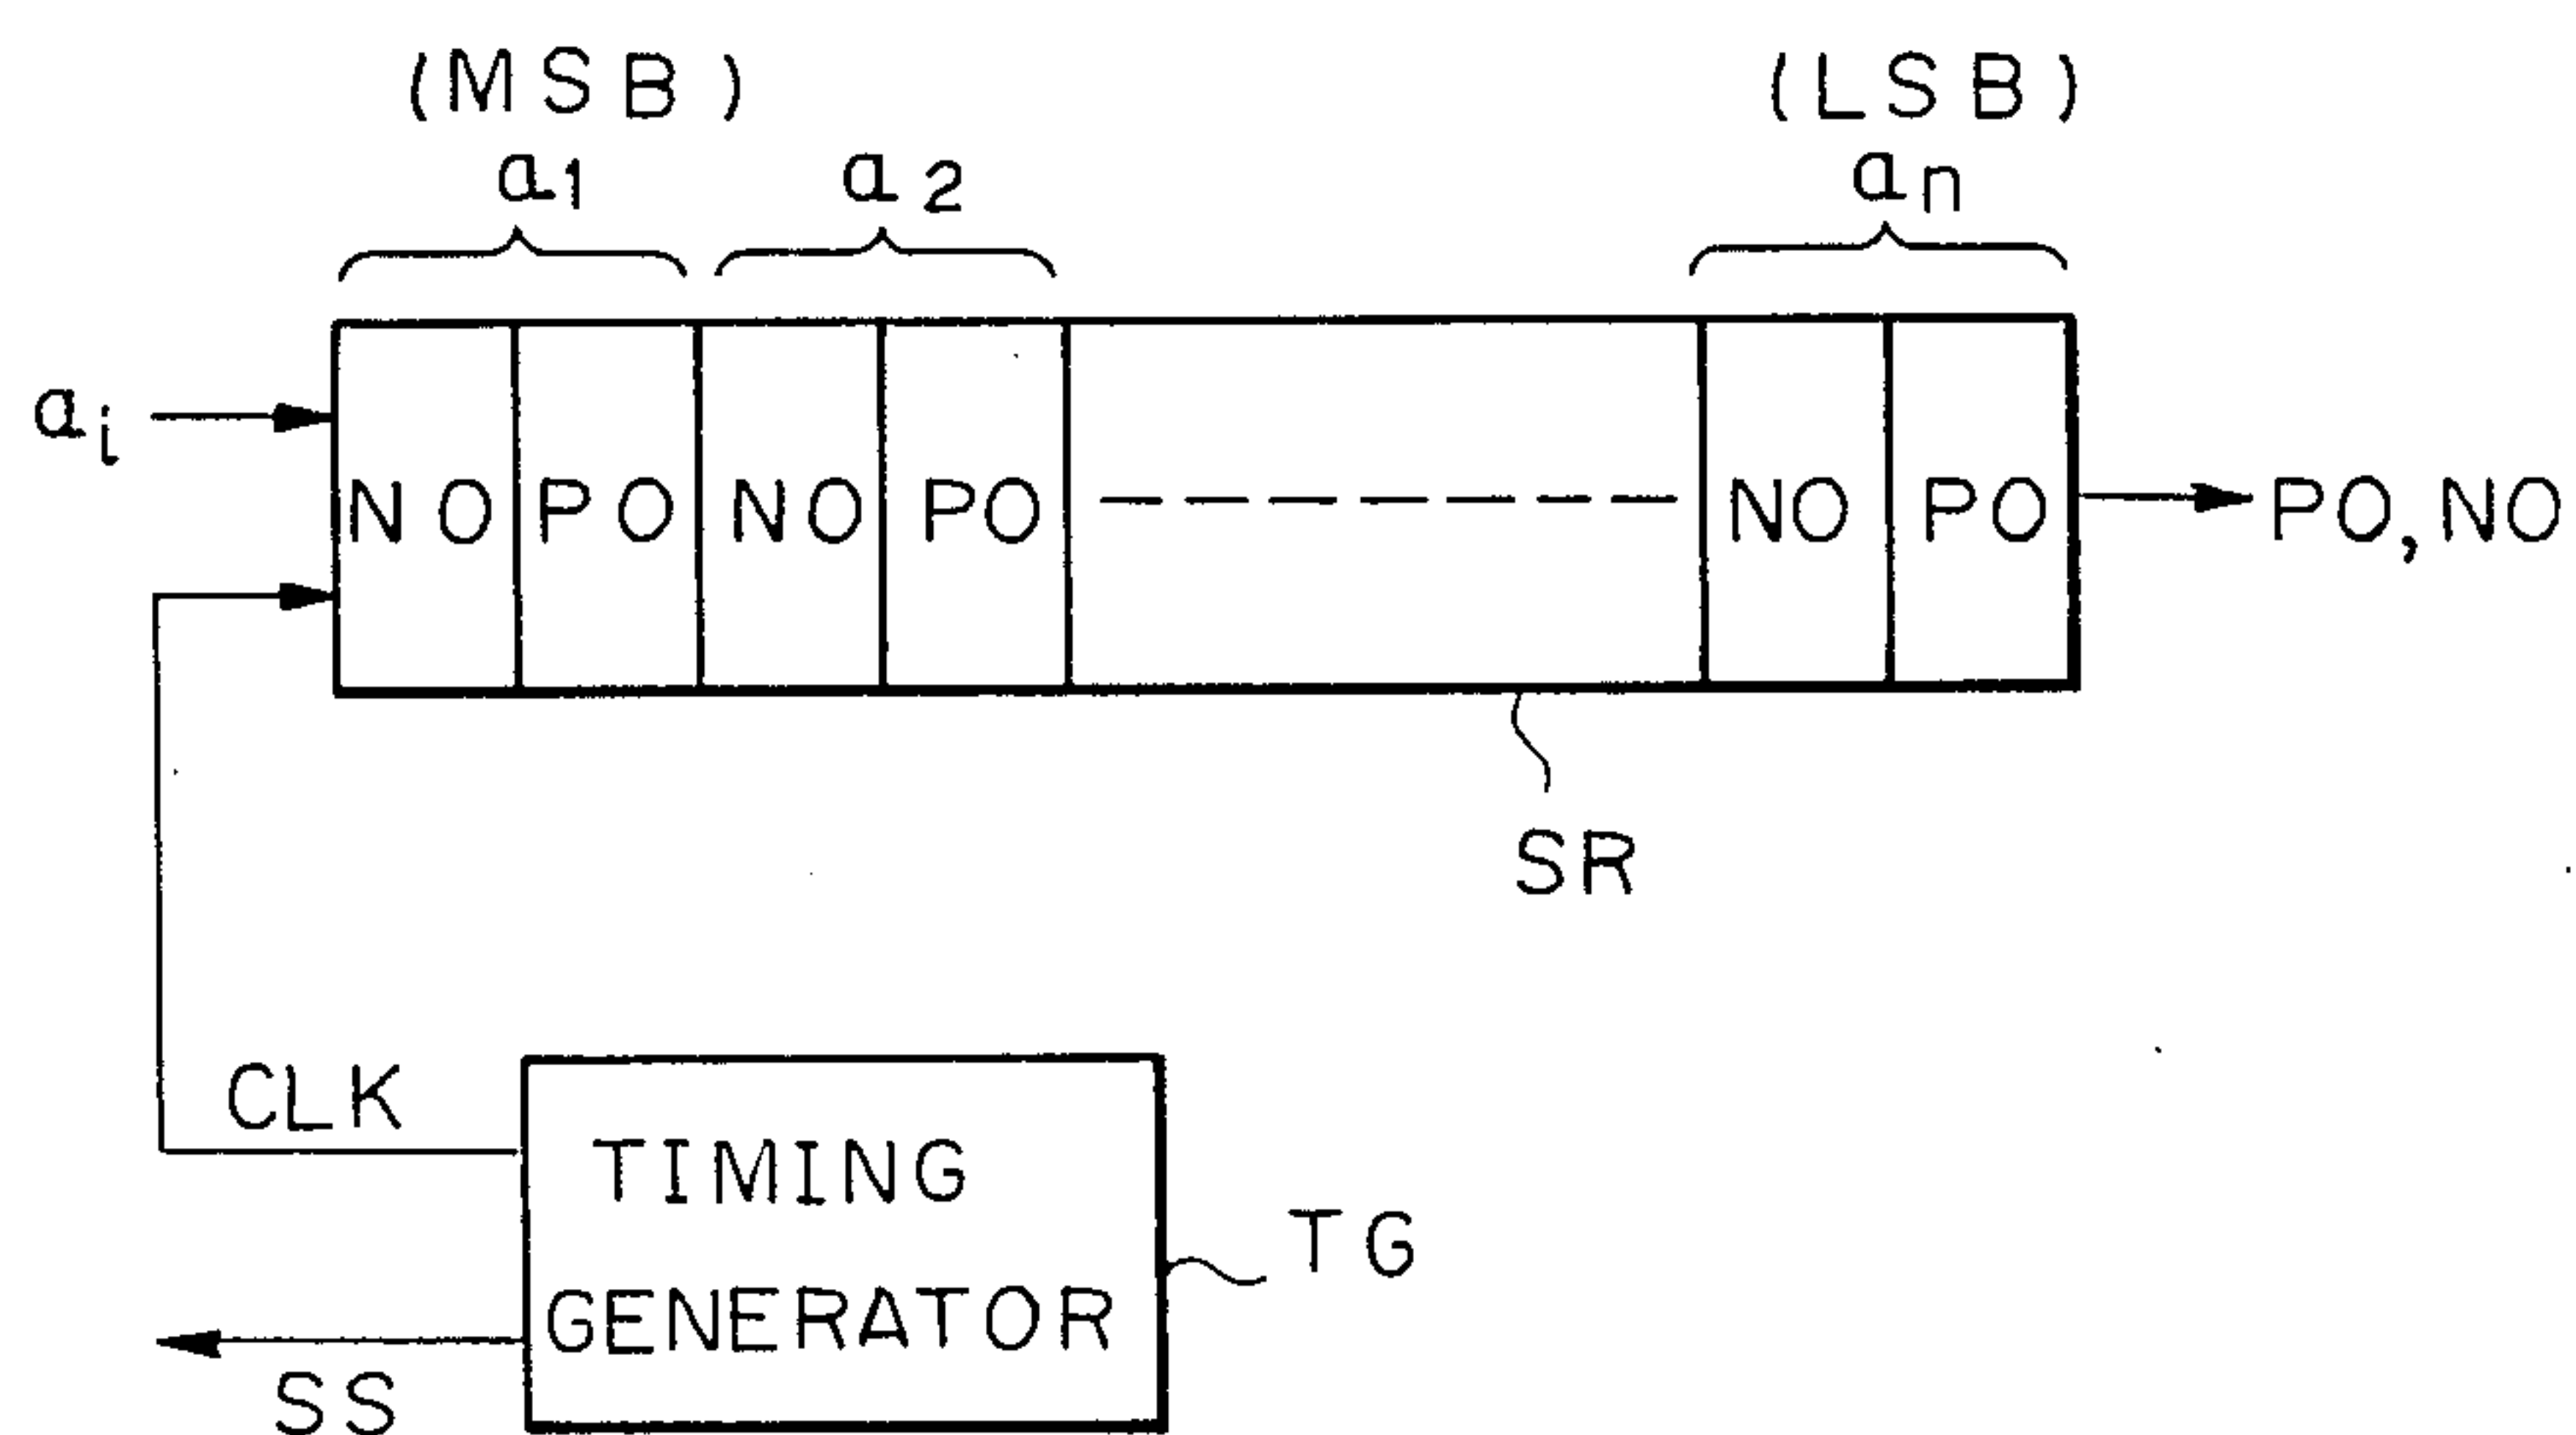 (MSB) (LSB)
a1 a2 an
ai
NO PO NO PO NO PO PO, NO
SR
CLK
TIMING
GENERATOR
TG
SS